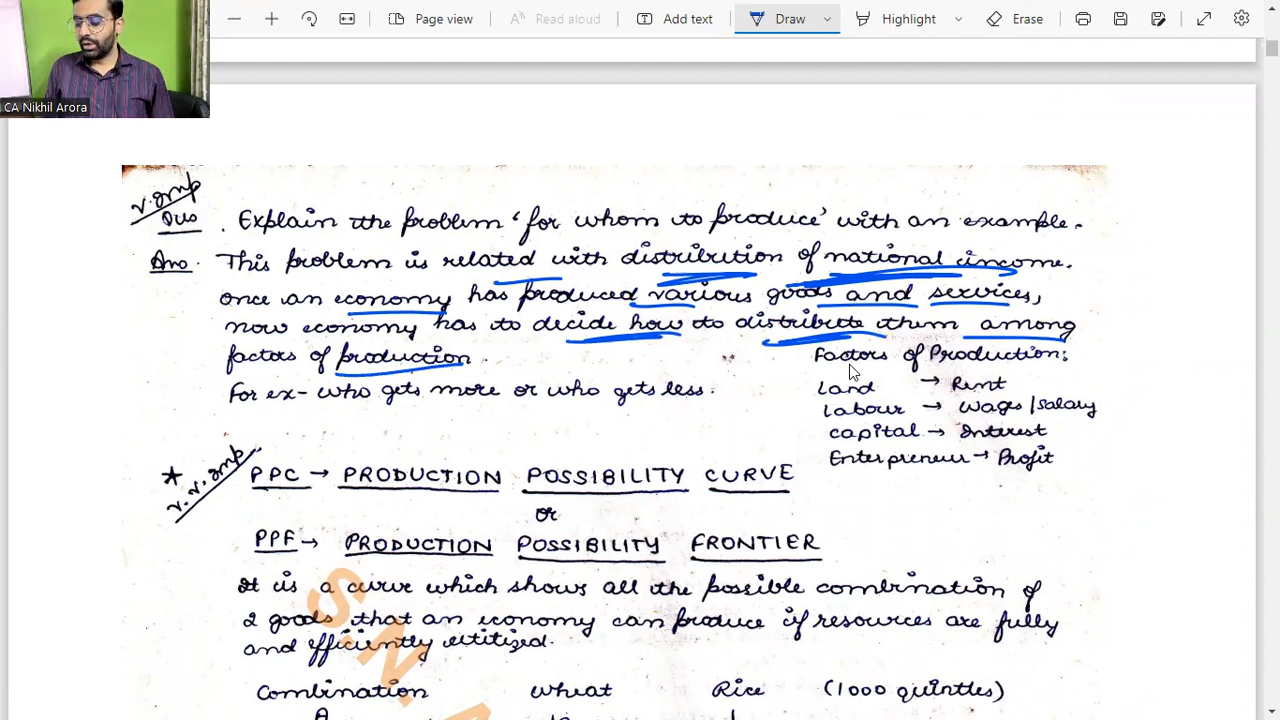 Page view
Read aloud
Add text
Draw
Highlight
Erase
CA Nikhil Arora
v.imp
Ques . Explain the problem 'for whom to produce' with an example.
Ans. This problem is related with distribution of national income.
once an economy has produced various goods and services,
now economy has to decide how to distribute them among
factors of production.
For ex- who gets more or who gets less.
Factors of Production:
Land → Rent
Labour → Wages/salary
Capital → Interest
Enterpreneur → Profit
v.v.imp
PPC → PRODUCTION POSSIBILITY CURVE
or
PPF → PRODUCTION POSSIBILITY FRONTIER
It is a curve which shows all the possible combination of
2 goods that an economy can produce if resources are fully
and efficiently utilized.
S.N.
Combination Wheat Rice (1000 quintles)
A